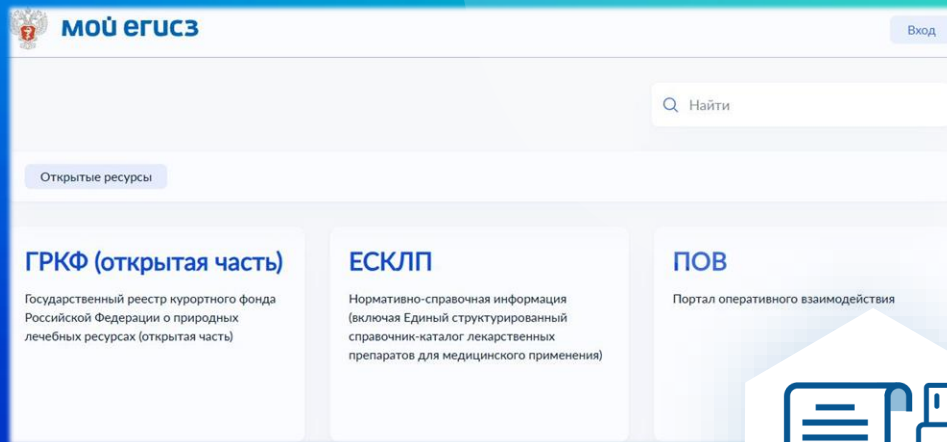 мой егисз
Вход
Найти
Открытые ресурсы
ГРКФ (открытая часть)
Государственный реестр курортного фонда
Российской Федерации о природных
лечебных ресурсах (открытая часть)
ЕСКЛП
Нормативно-справочная информация
(включая Единый структурированный
справочник-каталог лекарственных
препаратов для медицинского применения)
ПОВ
Портал оперативного взаимодействия